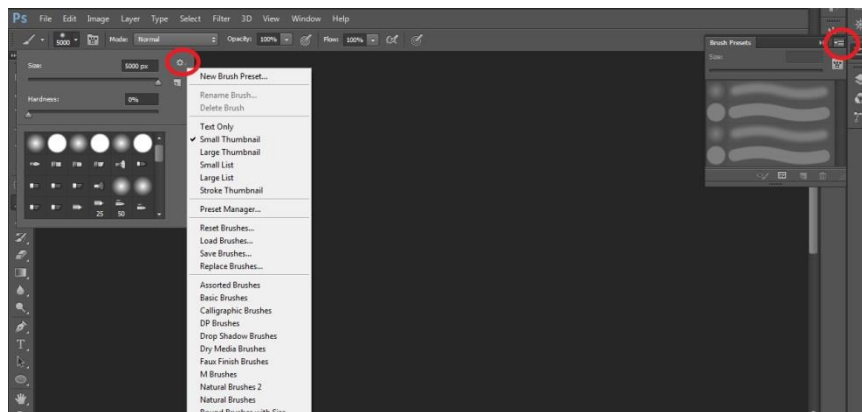 Ps File Edit Image Layer Type Select Filter 3D View Window Help
5000 Mode: Normal Opacity: 100% Flow: 100%
Brush Presets
Size: 5000 px
Size:
Hardness: 0%
25 50
New Brush Preset...
Rename Brush...
Delete Brush
Text Only
Small Thumbnail
Large Thumbnail
Small List
Large List
Stroke Thumbnail
Preset Manager...
Reset Brushes...
Load Brushes...
Save Brushes...
Replace Brushes...
Assorted Brushes
Basic Brushes
Calligraphic Brushes
DP Brushes
Drop Shadow Brushes
Dry Media Brushes
Faux Finish Brushes
M Brushes
Natural Brushes 2
Natural Brushes
Round Brushes with Size